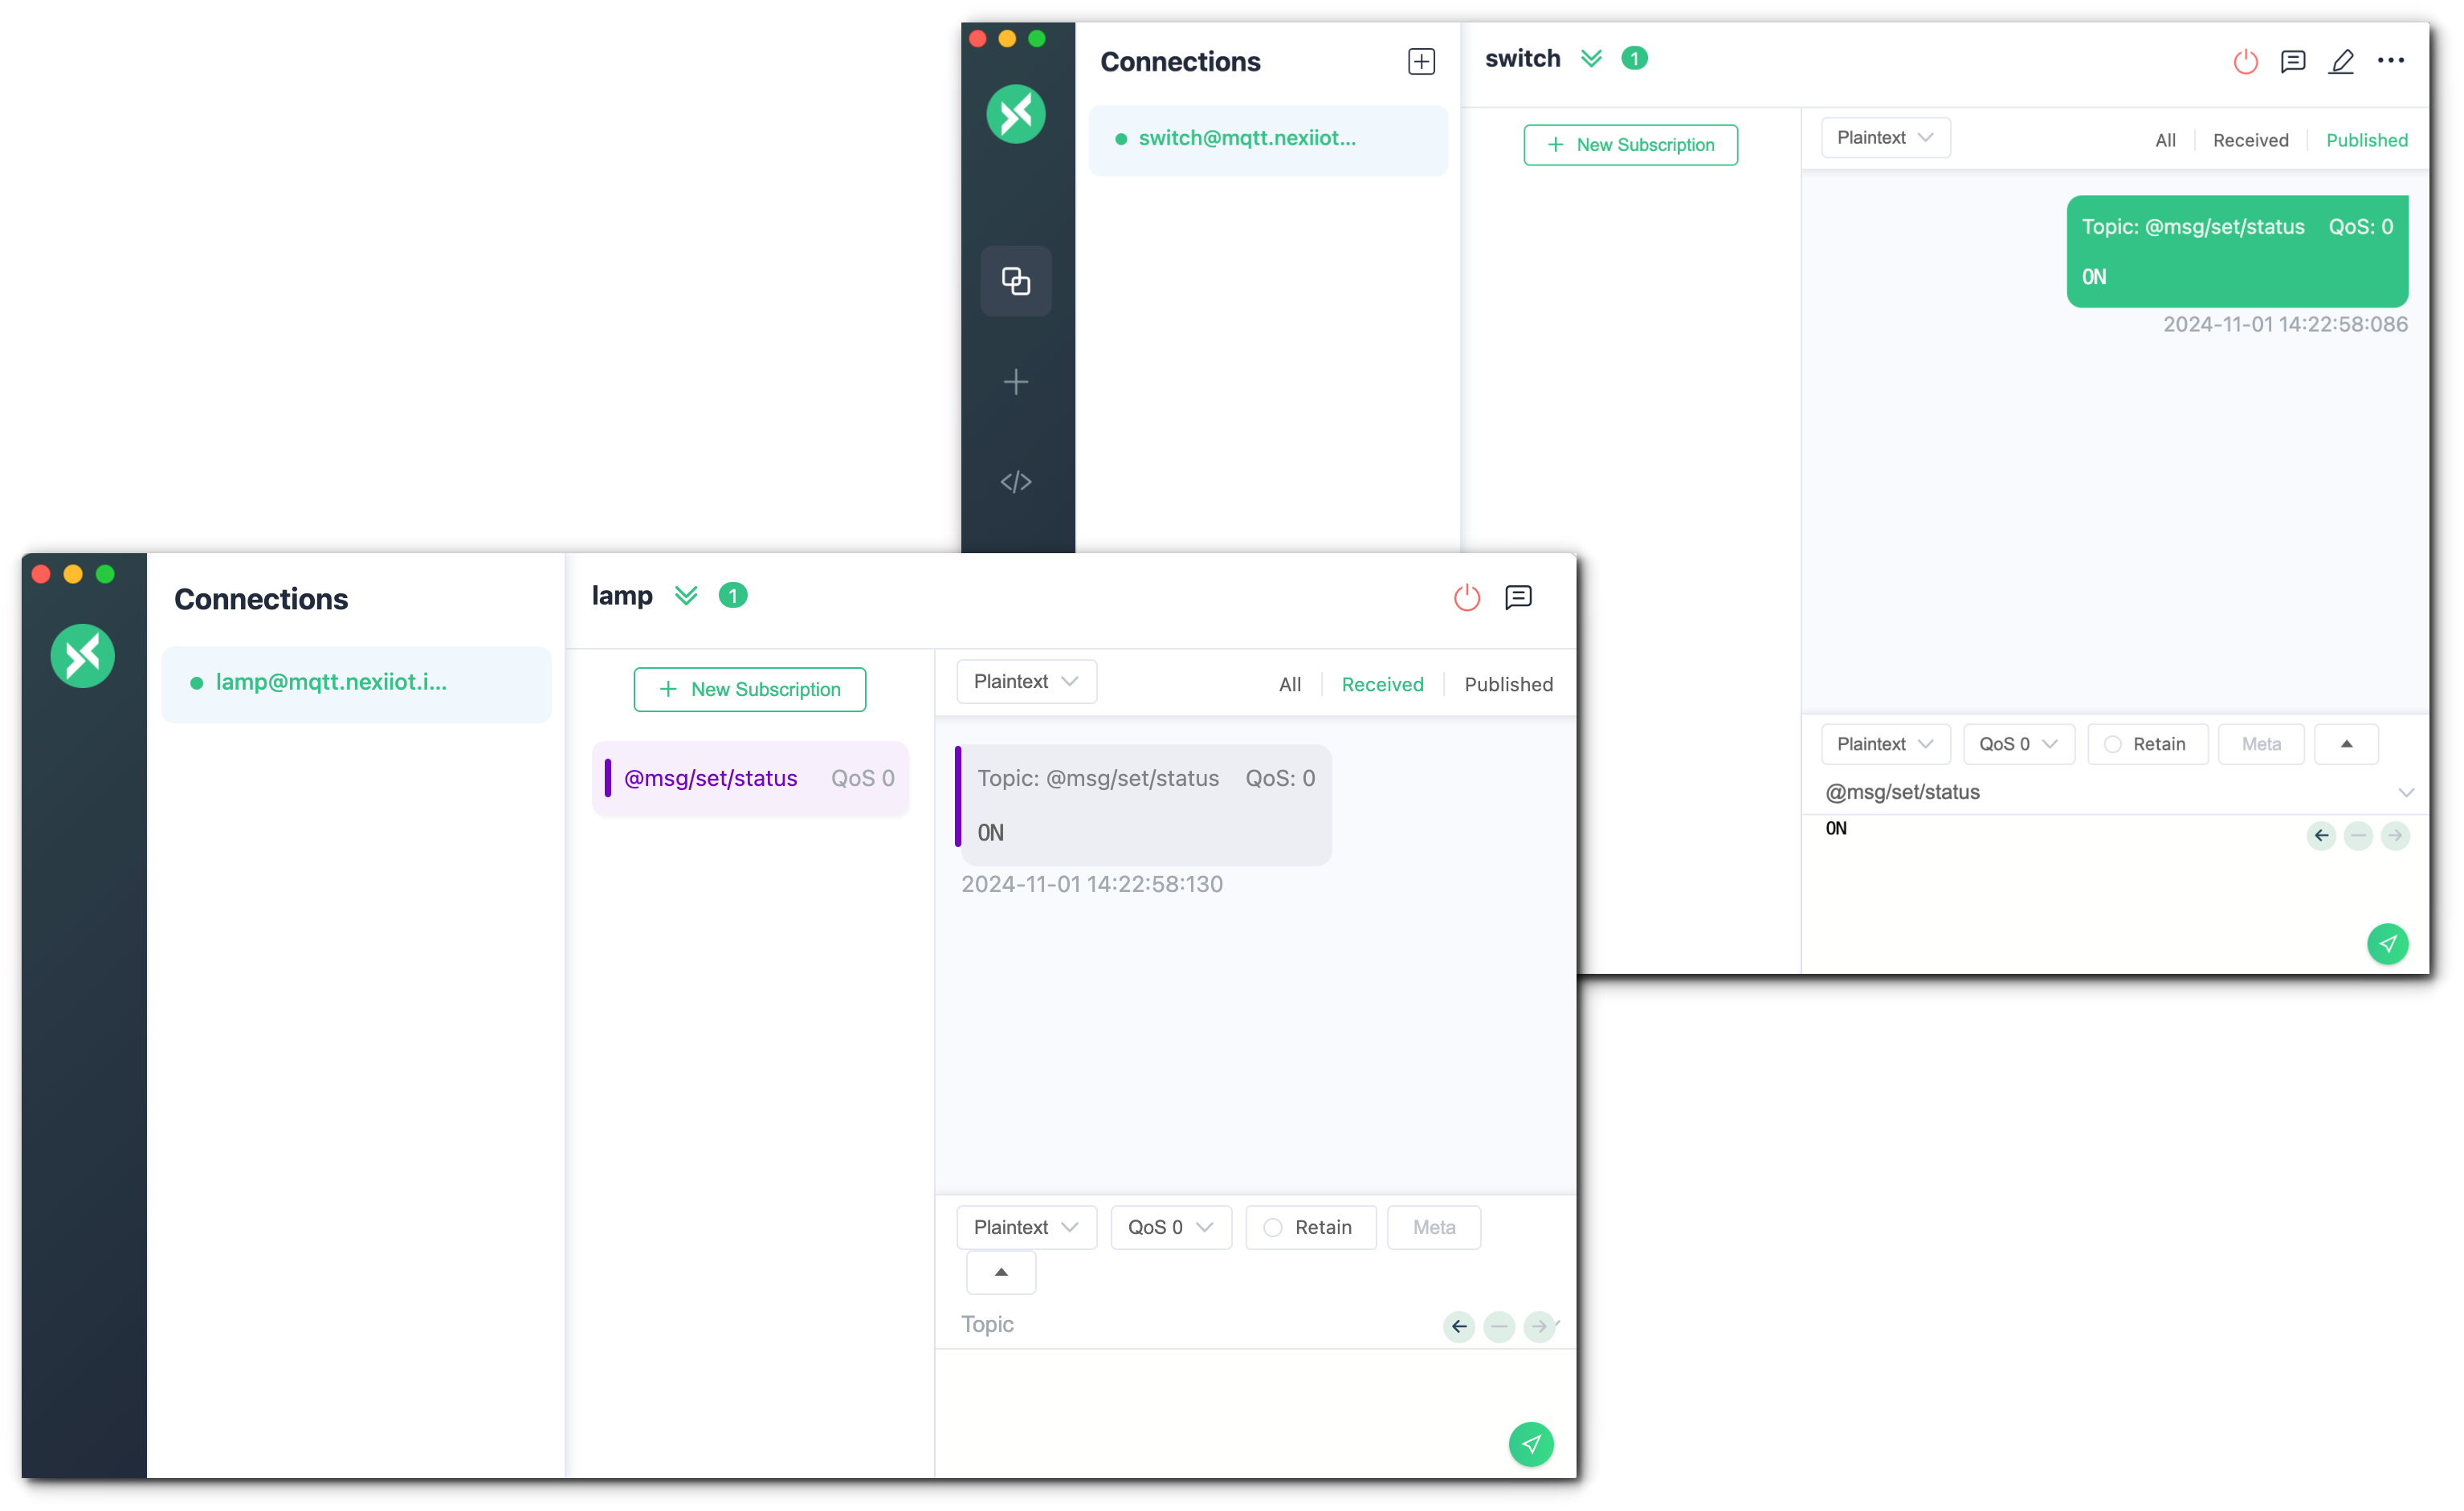 Connections
switch@mqtt.nexiiot...
switch 1
New Subscription
Plaintext All Received Published
Topic: @msg/set/status QoS: 0
ON
2024-11-01 14:22:58:086
Plaintext QoS 0 Retain Meta
@msg/set/status
ON
Connections
lamp@mqtt.nexiiot.i...
lamp 1
New Subscription
@msg/set/status QoS 0
Plaintext All Received Published
Topic: @msg/set/status QoS: 0
ON
2024-11-01 14:22:58:130
Plaintext QoS 0 Retain Meta
Topic